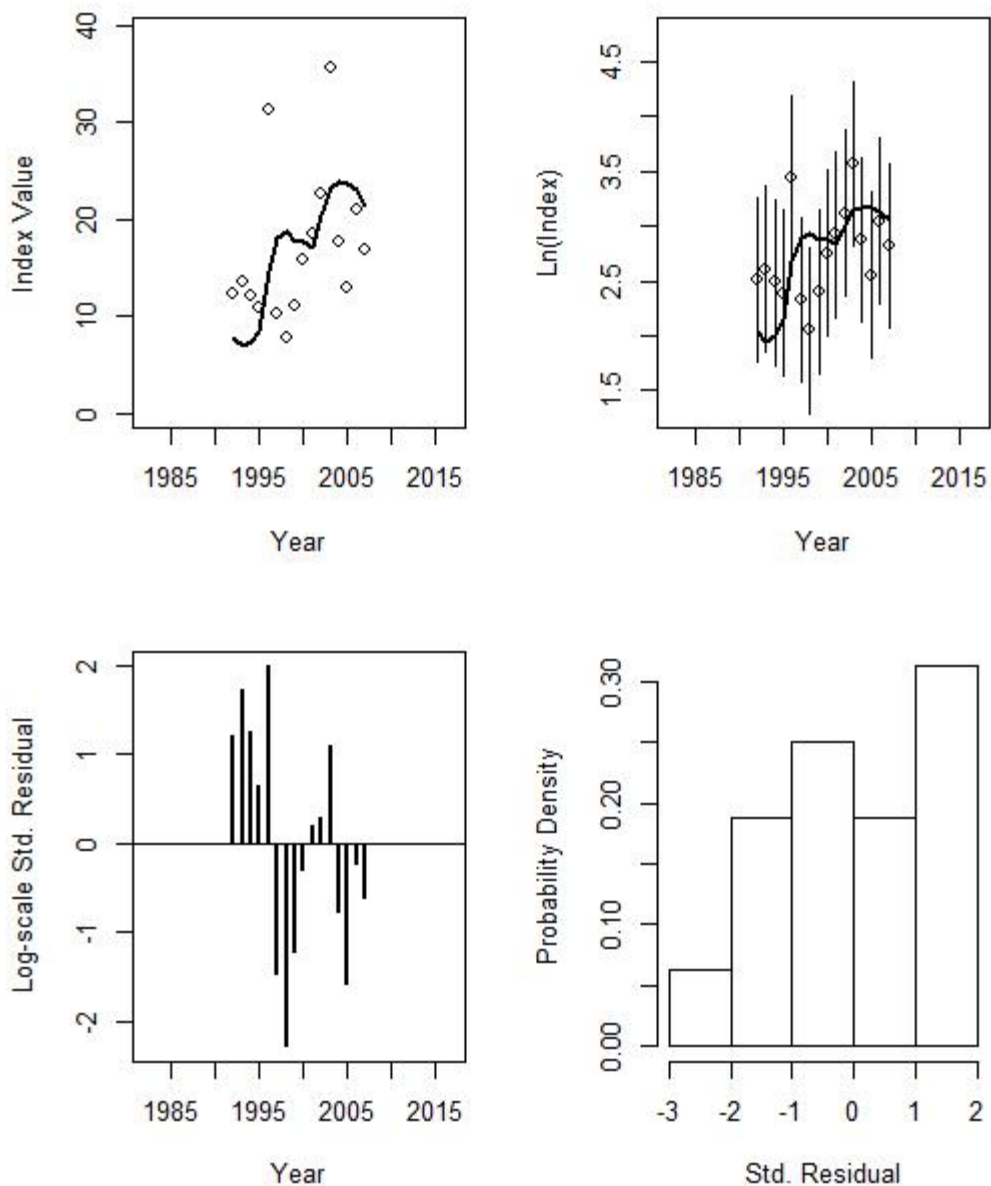 Index Value
40
30
20
10
0
1985 1995 2005 2015
Year
Ln(Index)
4.5
3.5
2.5
1.5
1985 1995 2005 2015
Year
Log-scale Std. Residual
2
1
0
-1
-2
1985 1995 2005 2015
Year
Probability Density
0.30
0.20
0.10
0.00
-3 -2 -1 0 1 2
Std. Residual